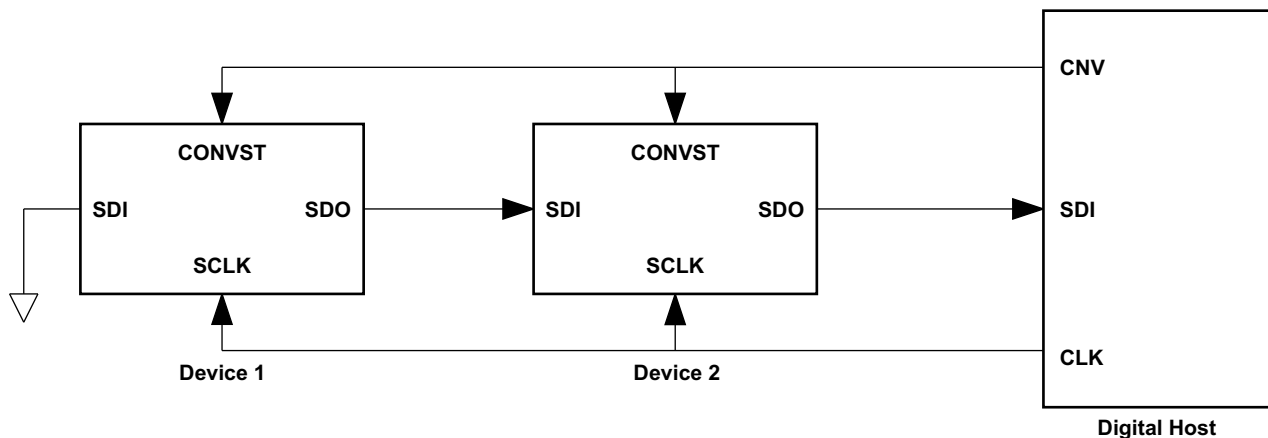 CNV
CONVST
CONVST
SDI
SDO
SDI
SDO
SDI
SCLK
SCLK
CLK
Device 1
Device 2
Digital Host